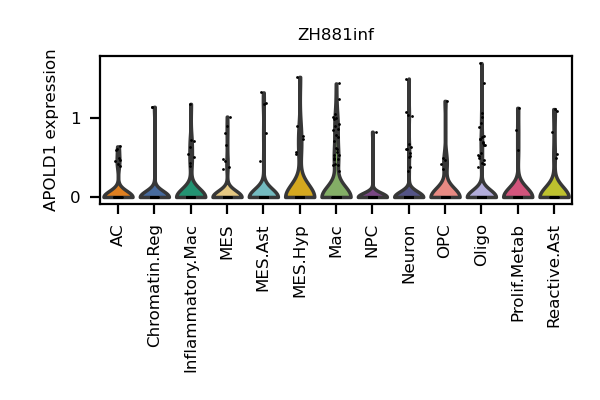 ZH881inf
APOLD1 expression
1
0
AC
Chromatin.Reg
Inflammatory.Mac
MES
MES.Ast
MES.Hyp
Mac
NPC
Neuron
OPC
Oligo
Prolif.Metab
Reactive.Ast